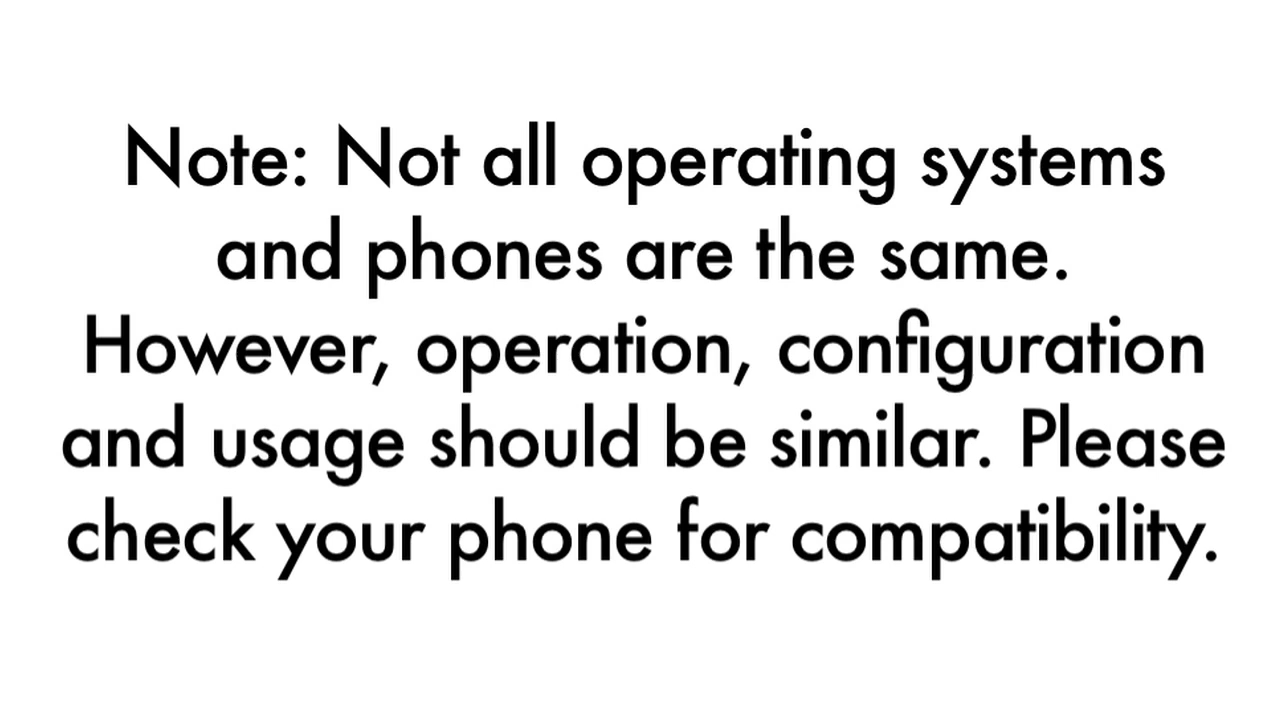 Note: Not all operating systems
and phones are the same.
However, operation, configuration
and usage should be similar. Please
check your phone for compatibility.